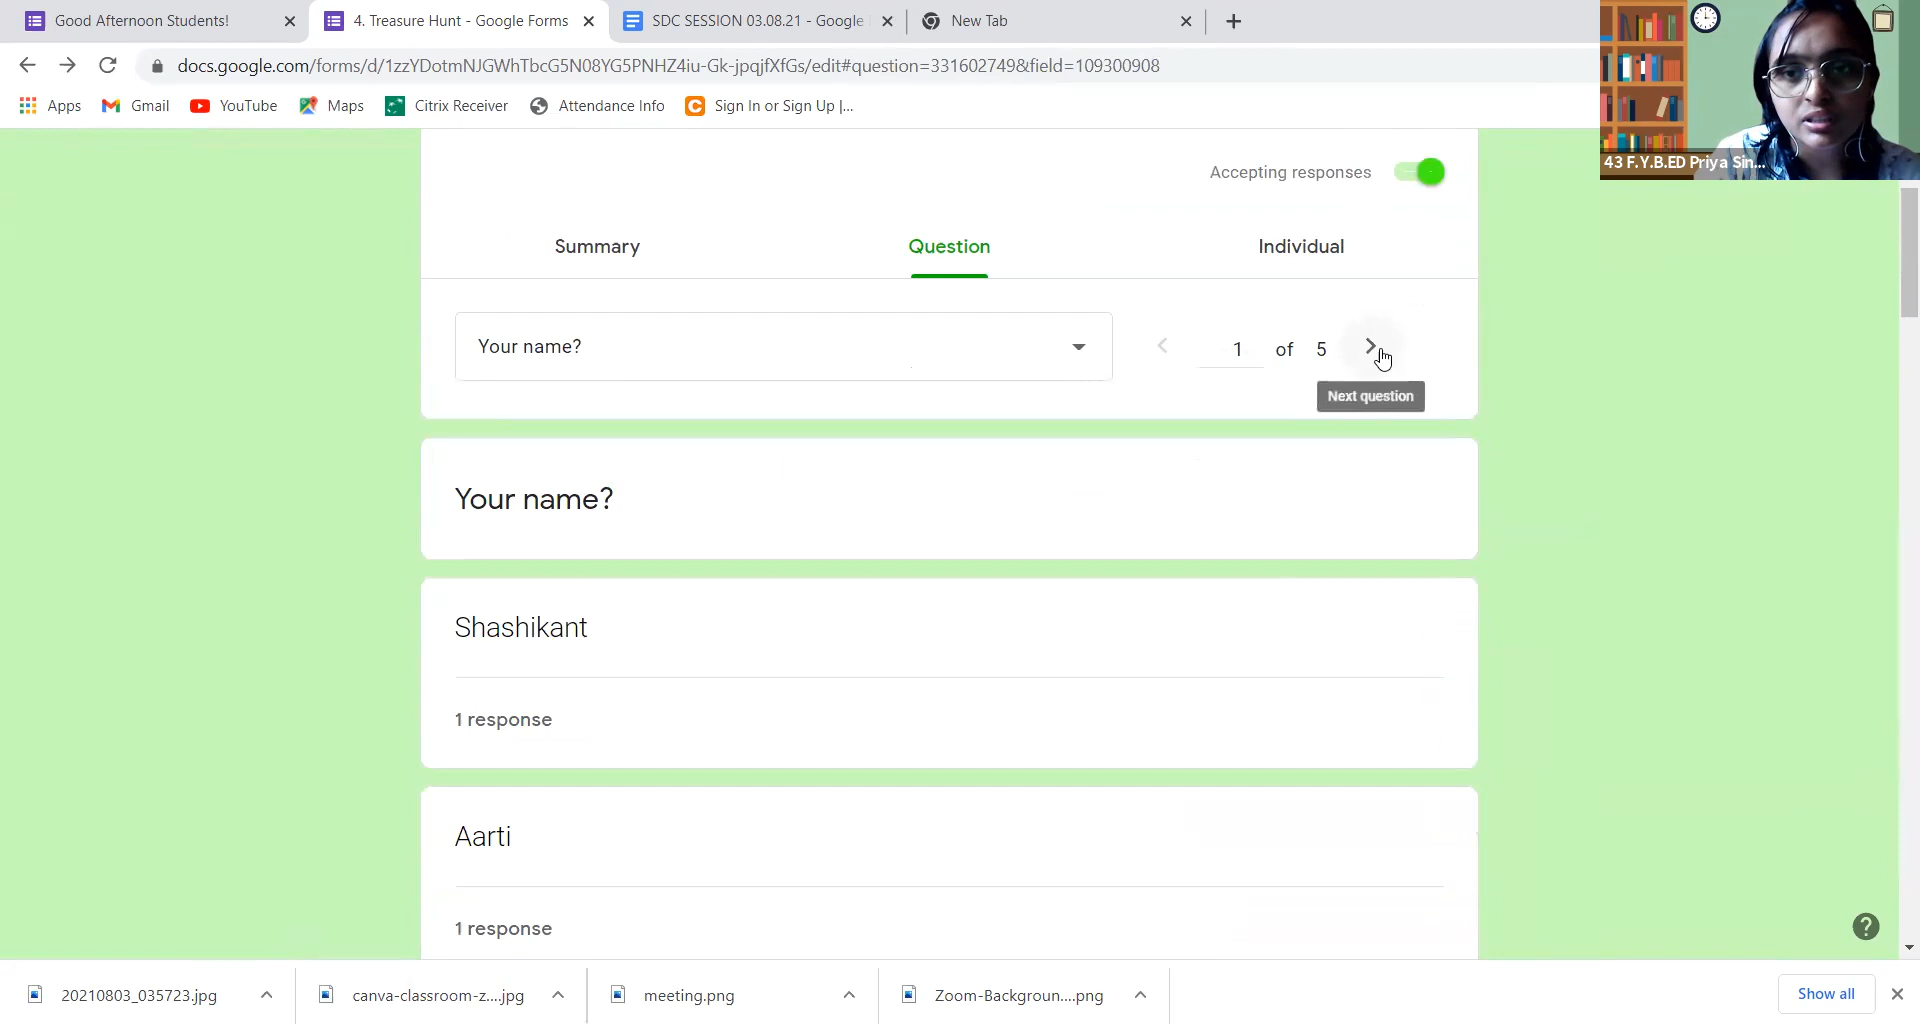 Good Afternoon Students!
4. Treasure Hunt - Google Forms
SDC SESSION 03.08.21 - Google
New Tab
docs.google.com/forms/d/1zzYDotmNJGWhTbcG5N08YG5PNHZ4iu-Gk-jpqjfXfGs/edit#question=331602749&field=109300908
Apps
Gmail
YouTube
Maps
Citrix Receiver
Attendance Info
Sign In or Sign Up |...
43 F.Y.B.ED Priya Sin...
Accepting responses
Summary
Question
Individual
Your name?
1 of 5
Next question
Your name?
Shashikant
1 response
Aarti
1 response
20210803_035723.jpg
canva-classroom-z....jpg
meeting.png
Zoom-Backgroun....png
Show all